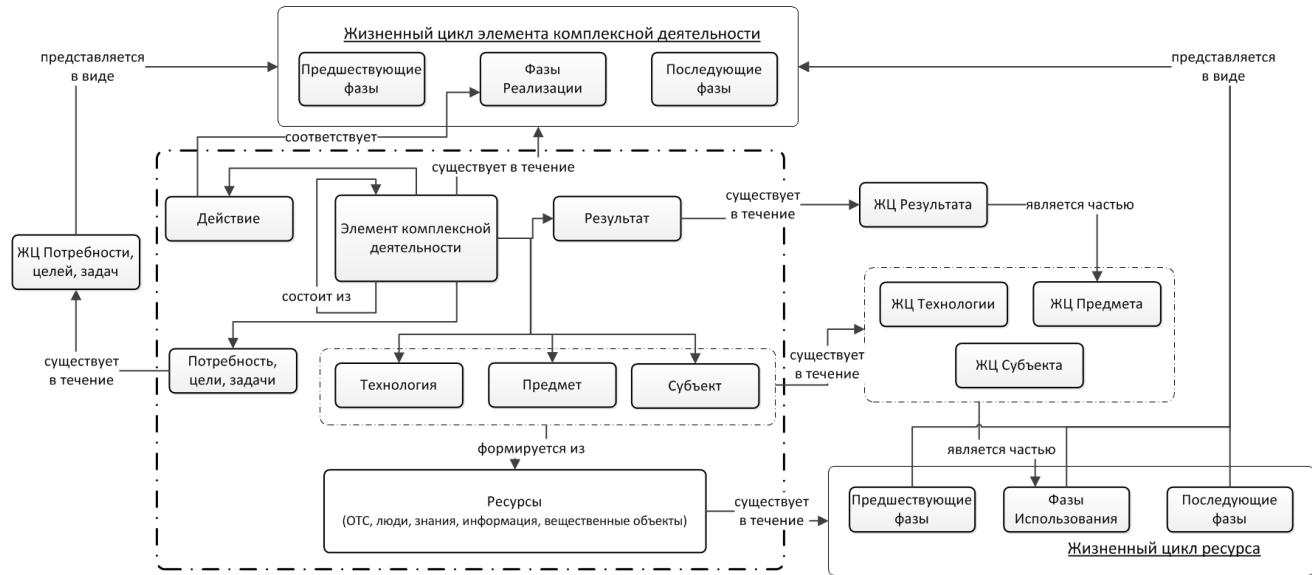 Жизненный цикл элемента комплексной деятельности
представляется
в виде
Предшествующие
фазы
Фазы
Реализации
Последующие
фазы
представляется
в виде
соответствует
существует в течение
Действие
Элемент комплексной
деятельности
Результат
существует
в течение
ЖЦ Результата
является частью
ЖЦ Потребности,
целей, задач
состоит из
ЖЦ Технологии
ЖЦ Предмета
ЖЦ Субъекта
существует
в течение
Потребность,
цели, задачи
Технология
Предмет
Субъект
существует
в течение
формируется из
является частью
Ресурсы
(ОТС, люди, знания, информация, вещественные объекты)
существует
в течение
Предшествующие
фазы
Фазы
Использования
Последующие
фазы
Жизненный цикл ресурса